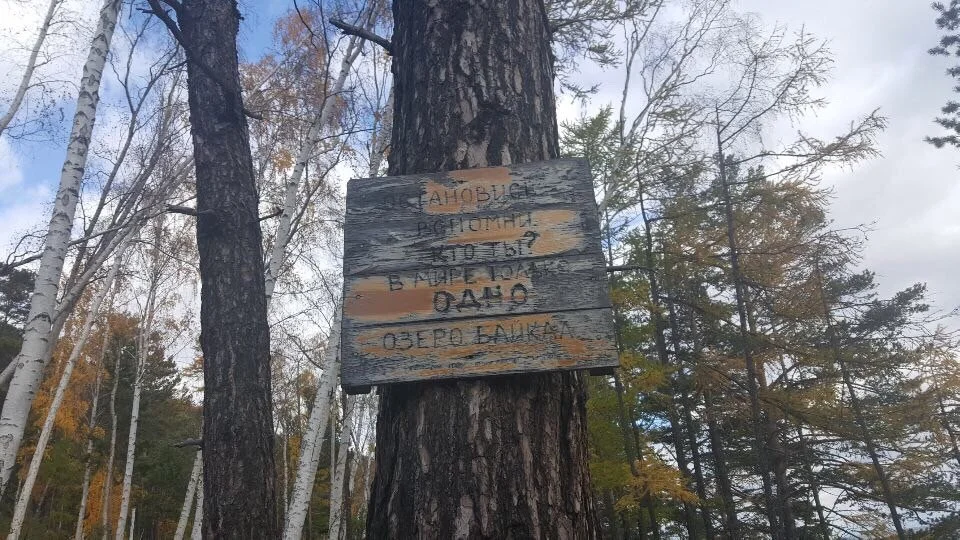 ОСТАНОВИСЬ
ВСПОМНИ
КТО ТЫ?
В МИРЕ ТОЛЬКО
ОДНО
ОЗЕРО БАЙКАЛ